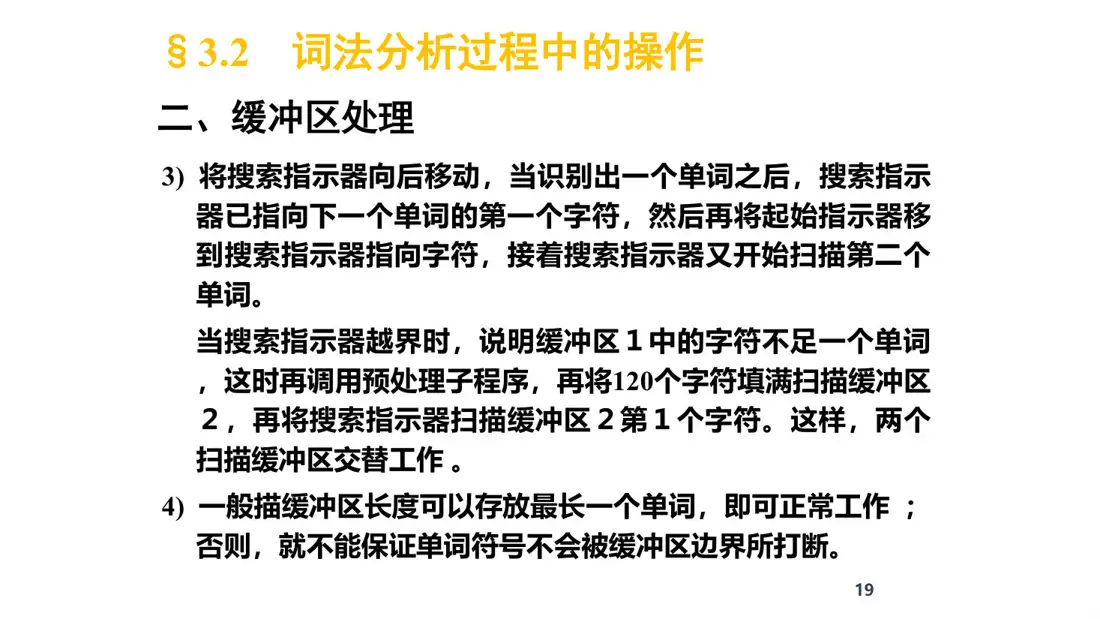 §3.2 词法分析过程中的操作
二、缓冲区处理
3) 将搜索指示器向后移动，当识别出一个单词之后，搜索指示
器已指向下一个单词的第一个字符，然后再将起始指示器移
到搜索指示器指向字符，接着搜索指示器又开始扫描第二个
单词。
当搜索指示器越界时，说明缓冲区１中的字符不足一个单词
，这时再调用预处理子程序，再将120个字符填满扫描缓冲区
２，再将搜索指示器扫描缓冲区２第１个字符。这样，两个
扫描缓冲区交替工作 。
4) 一般描缓冲区长度可以存放最长一个单词，即可正常工作 ；
否则，就不能保证单词符号不会被缓冲区边界所打断。
19